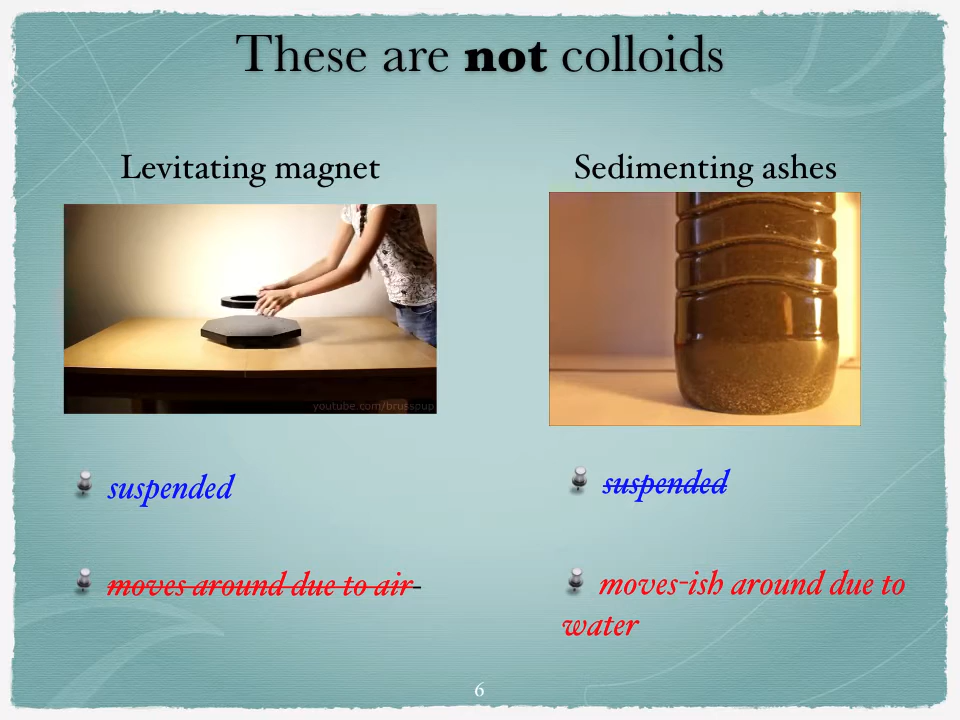 These are not colloids
Levitating magnet
Sedimenting ashes
youtube.com/brusspup
suspended
suspended
moves around due to air
moves-ish around due to
water
6